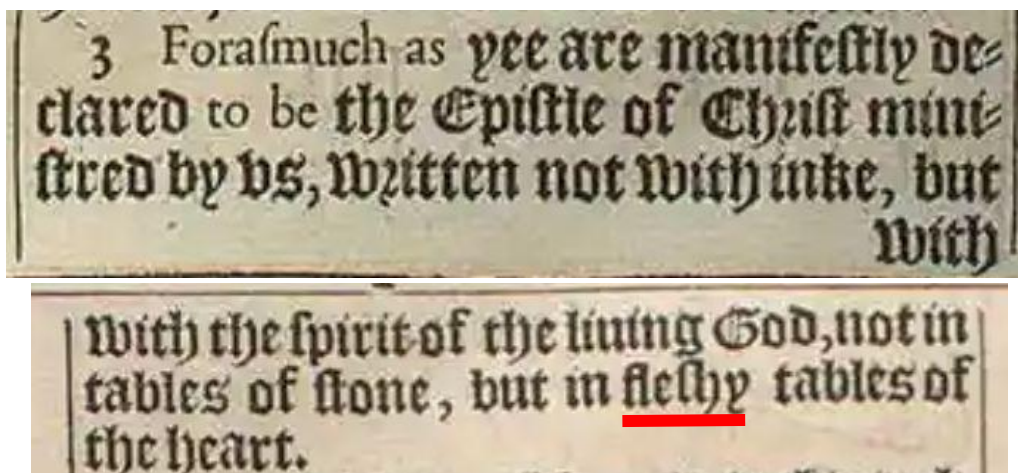 3 Foraſmuch as yee are manifeſtly de⸗
clared to be the Epiſtle of Chriſt mini⸗
ſtred by vs, written not with inke, but
with
with the ſpirit of the liuing God, not in
tables of ſtone, but in fleſhy tables of
the heart.